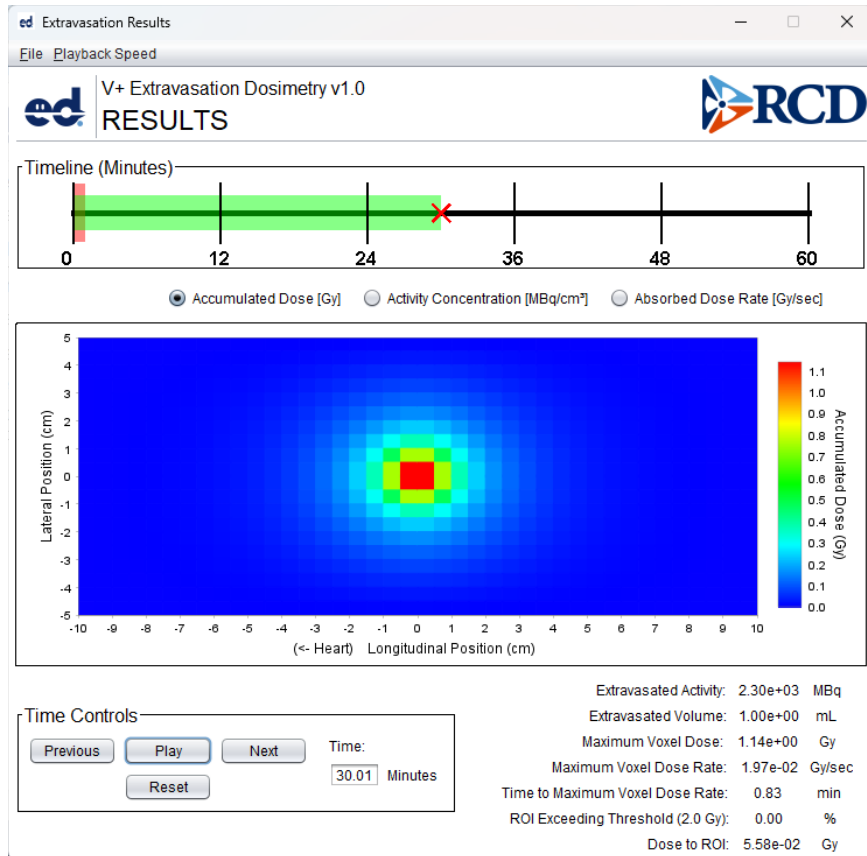 ed Extravasation Results
File Playback Speed
ed.
V+ Extravasation Dosimetry v1.0
RESULTS
RCD
Timeline (Minutes)
0 12 24 36 48 60
Accumulated Dose [Gy] Activity Concentration [MBq/cm³] Absorbed Dose Rate [Gy/sec]
Lateral Position (cm)
5
4
3
2
1
0
-1
-2
-3
-4
-5
-10 -9 -8 -7 -6 -5 -4 -3 -2 -1 0 1 2 3 4 5 6 7 8 9 10
(<- Heart) Longitudinal Position (cm)
1.1
1.0
0.9
0.8
0.7
0.6
0.5
0.4
0.3
0.2
0.1
0.0
Accumulated Dose (Gy)
Time Controls
Previous Play Next
Reset
Time:
30.01 Minutes
Extravasated Activity: 2.30e+03 MBq
Extravasated Volume: 1.00e+00 mL
Maximum Voxel Dose: 1.14e+00 Gy
Maximum Voxel Dose Rate: 1.97e-02 Gy/sec
Time to Maximum Voxel Dose Rate: 0.83 min
ROI Exceeding Threshold (2.0 Gy): 0.00 %
Dose to ROI: 5.58e-02 Gy